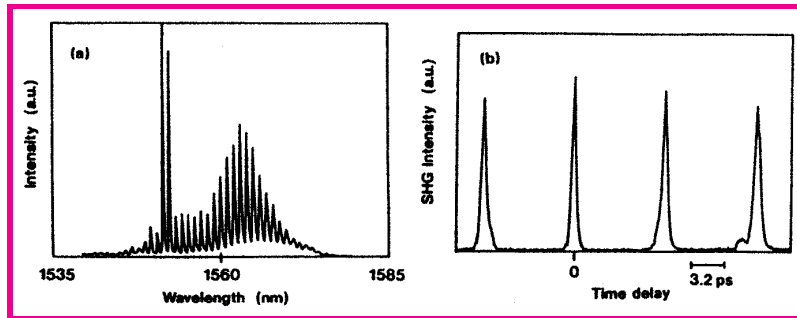 (a)
Intensity (a.u.)
1535
1560
1585
Wavelength (nm)
(b)
SHG Intensity (a.u.)
0
3.2 ps
Time delay